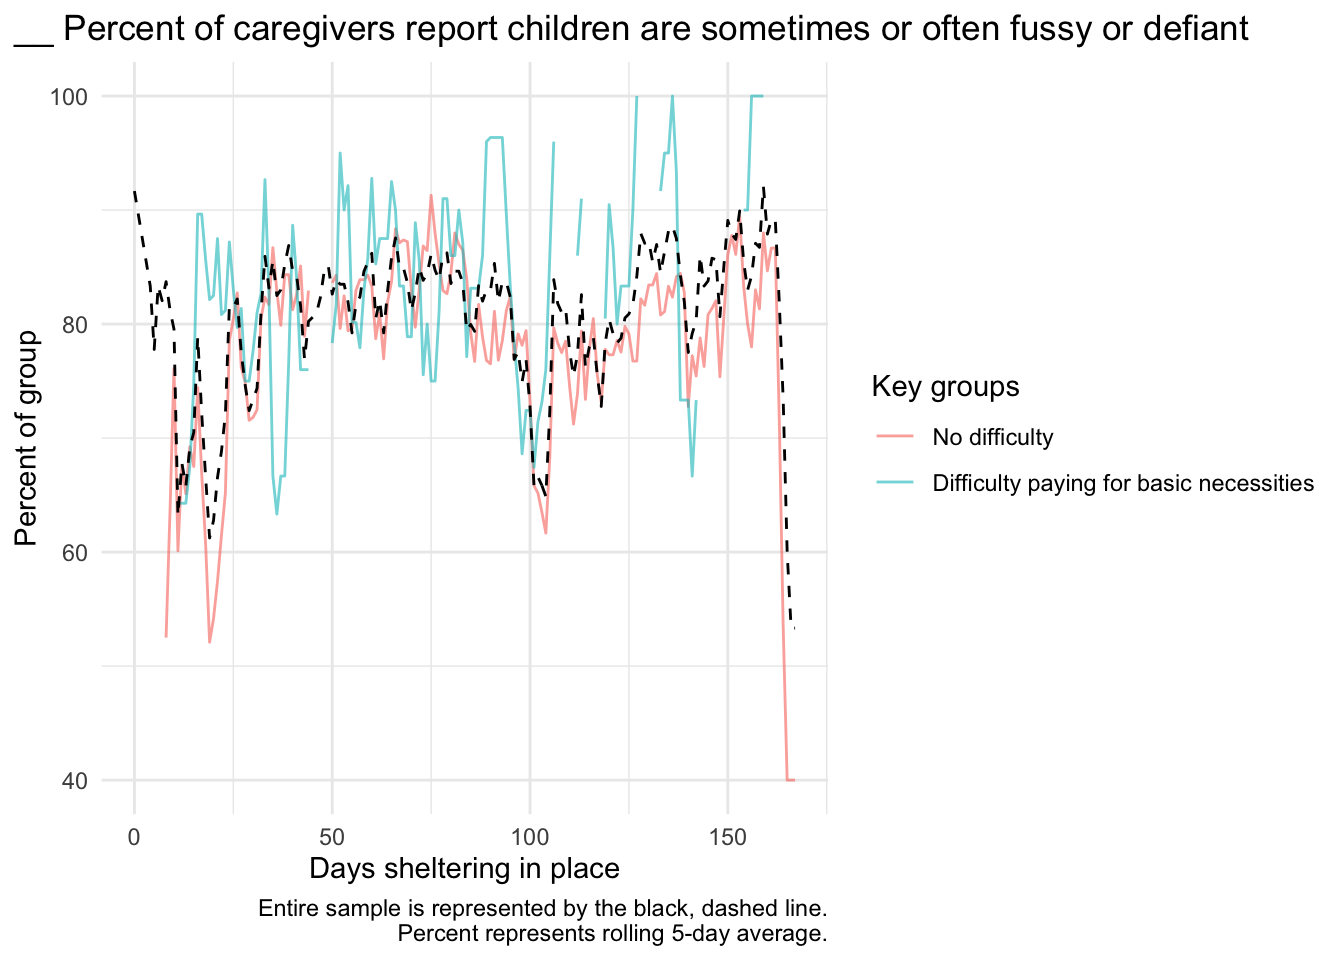 __ Percent of caregivers report children are sometimes or often fussy or defiant
100
80
60
40
Percent of group
0 50 100 150
Days sheltering in place
Key groups
No difficulty
Difficulty paying for basic necessities
Entire sample is represented by the black, dashed line.
Percent represents rolling 5-day average.